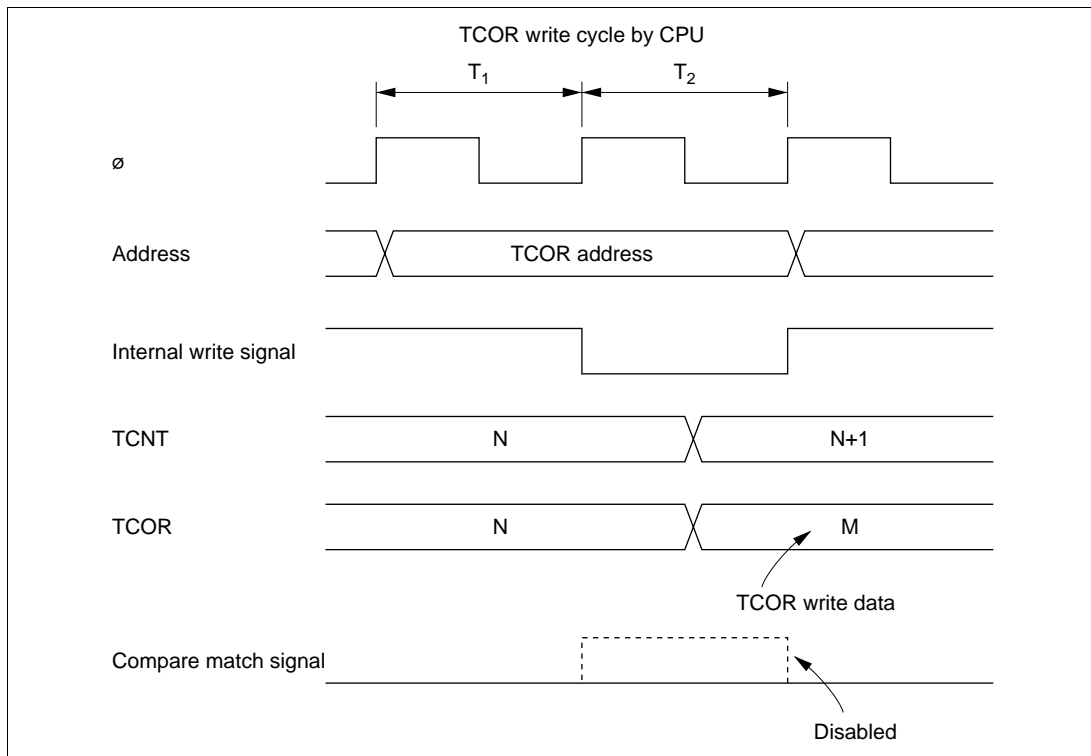 TCOR write cycle by CPU
T1 T2
ø
Address TCOR address
Internal write signal
TCNT N N+1
TCOR N M
TCOR write data
Compare match signal
Disabled